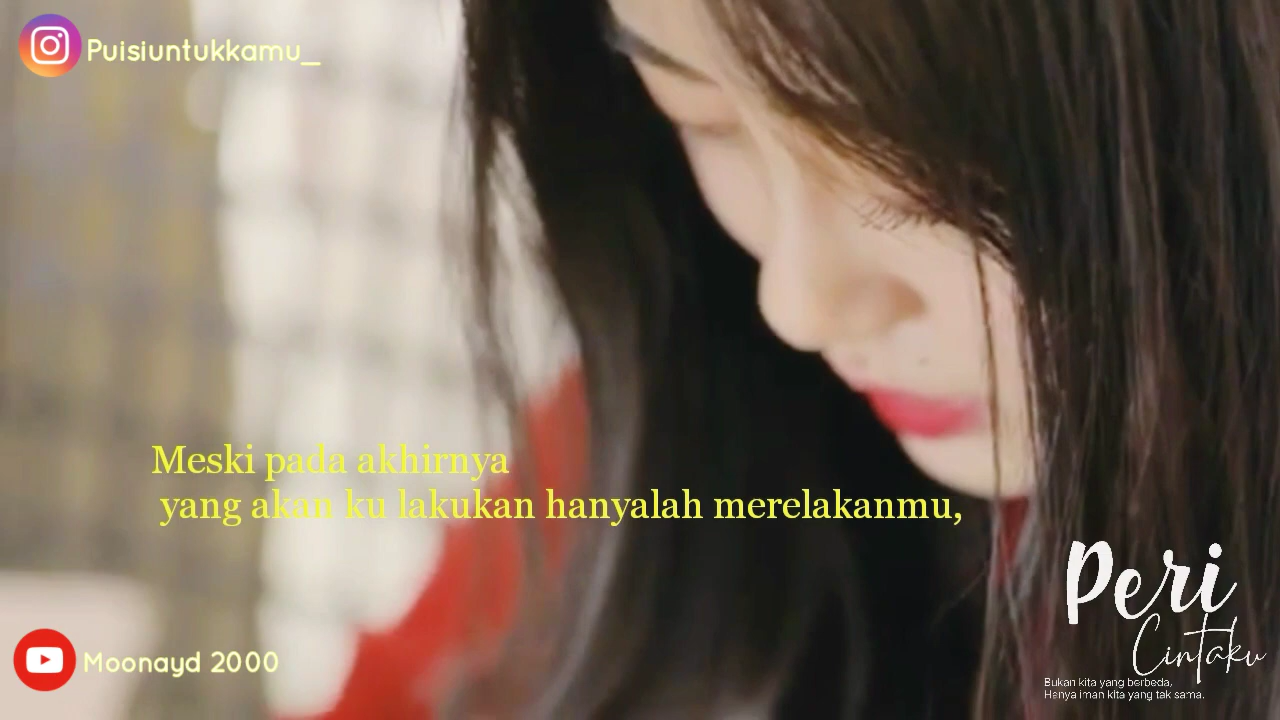 Puisiuntukkamu_
Meski pada akhirnya
yang akan ku lakukan hanyalah merelakanmu,
Peri
Cintaku
Bukan kita yang berbeda,
Hanya iman kita yang tak sama.
Moonayd 2000